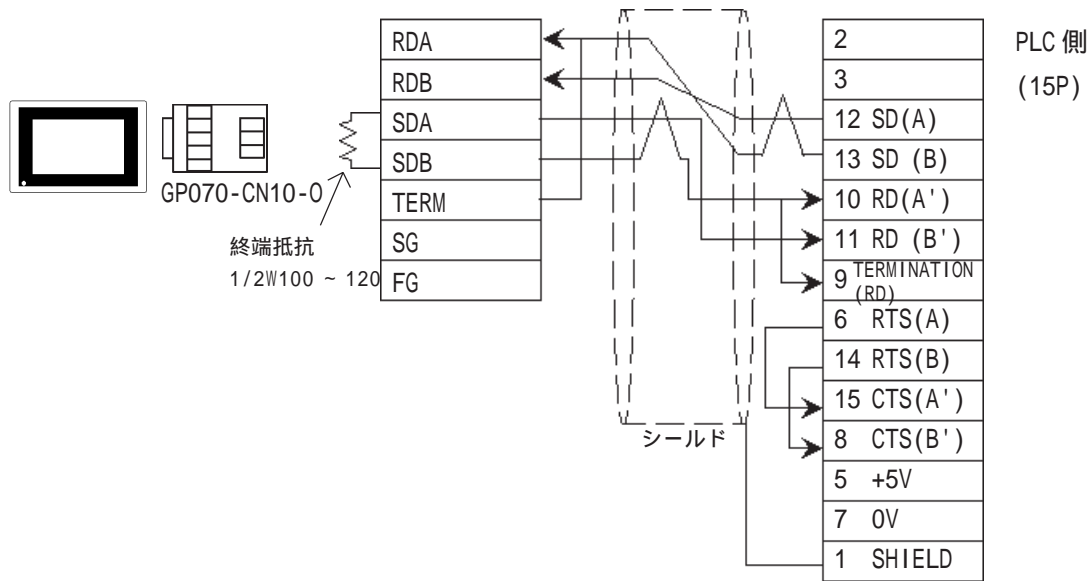 GP070-CN10-O
終端抵抗
1/2W100 ~ 120
RDA
RDB
SDA
SDB
TERM
SG
FG
シールド
2
3
12 SD(A)
13 SD (B)
10 RD(A')
11 RD (B')
9 TERMINATION
(RD)
6 RTS(A)
14 RTS(B)
15 CTS(A')
8 CTS(B')
5 +5V
7 0V
1 SHIELD
PLC 側
(15P)